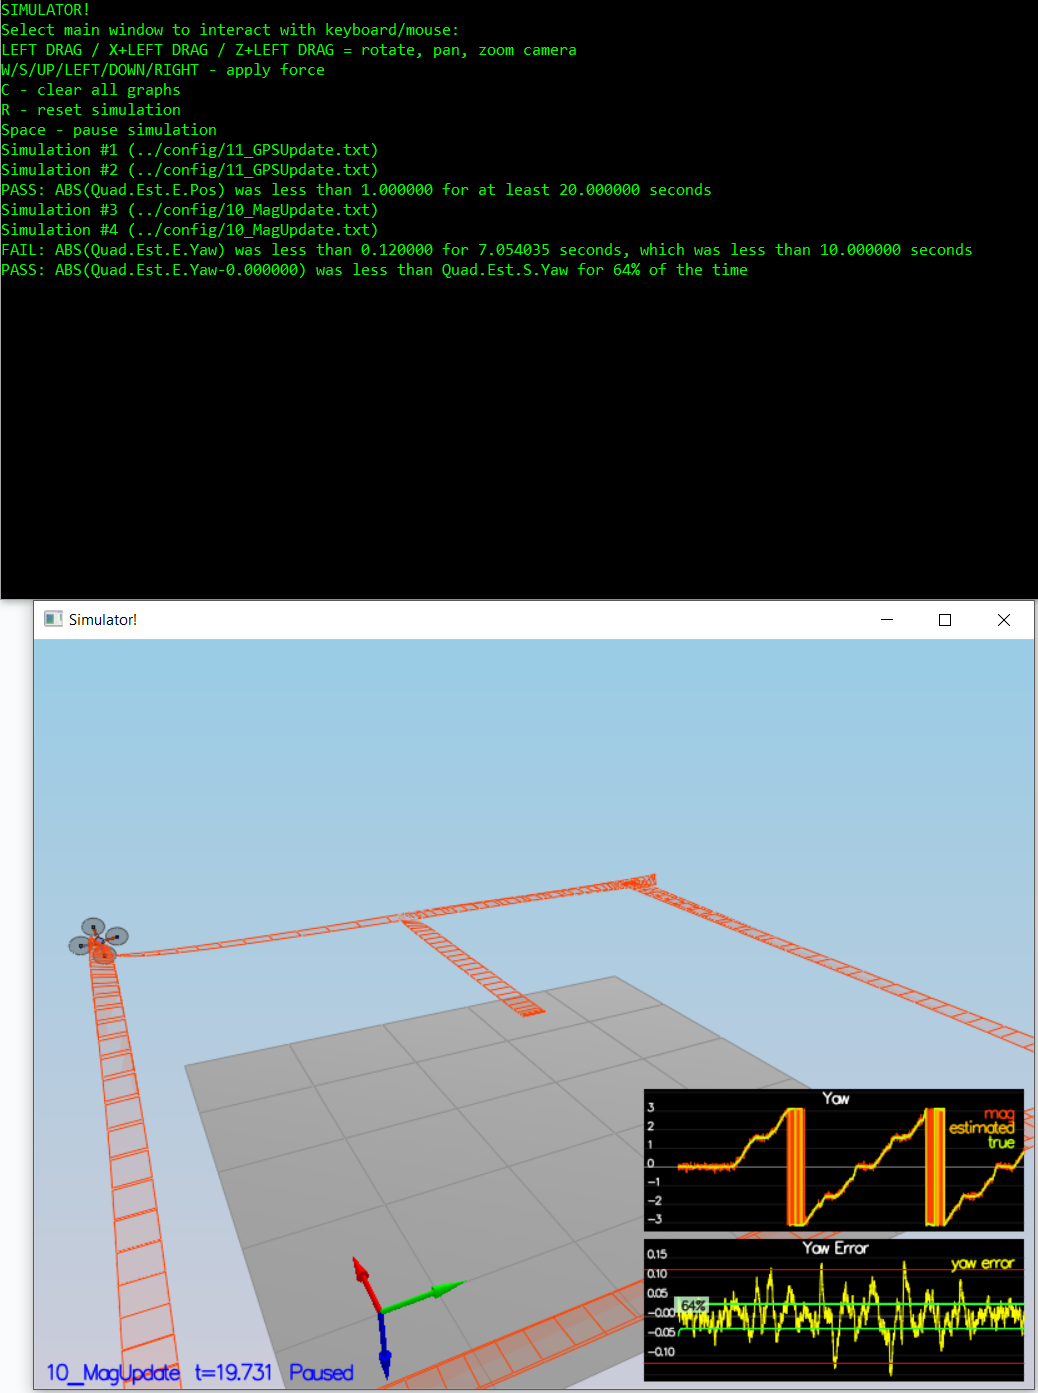 SIMULATOR!
Select main window to interact with keyboard/mouse:
LEFT DRAG / X+LEFT DRAG / Z+LEFT DRAG = rotate, pan, zoom camera
W/S/UP/LEFT/DOWN/RIGHT - apply force
C - clear all graphs
R - reset simulation
Space - pause simulation
Simulation #1 (../config/11_GPSUpdate.txt)
Simulation #2 (../config/11_GPSUpdate.txt)
PASS: ABS(Quad.Est.E.Pos) was less than 1.000000 for at least 20.000000 seconds
Simulation #3 (../config/10_MagUpdate.txt)
Simulation #4 (../config/10_MagUpdate.txt)
FAIL: ABS(Quad.Est.E.Yaw) was less than 0.120000 for 7.054035 seconds, which was less than 10.000000 seconds
PASS: ABS(Quad.Est.E.Yaw-0.000000) was less than Quad.Est.S.Yaw for 64% of the time
Simulator!
Yaw
3
2
1
0
-1
-2
-3
mag
estimated
true
Yaw Error
0.15
0.10
0.05
-0.00
-0.05
-0.10
yaw error
64%
10_MagUpdate t=19.731 Paused